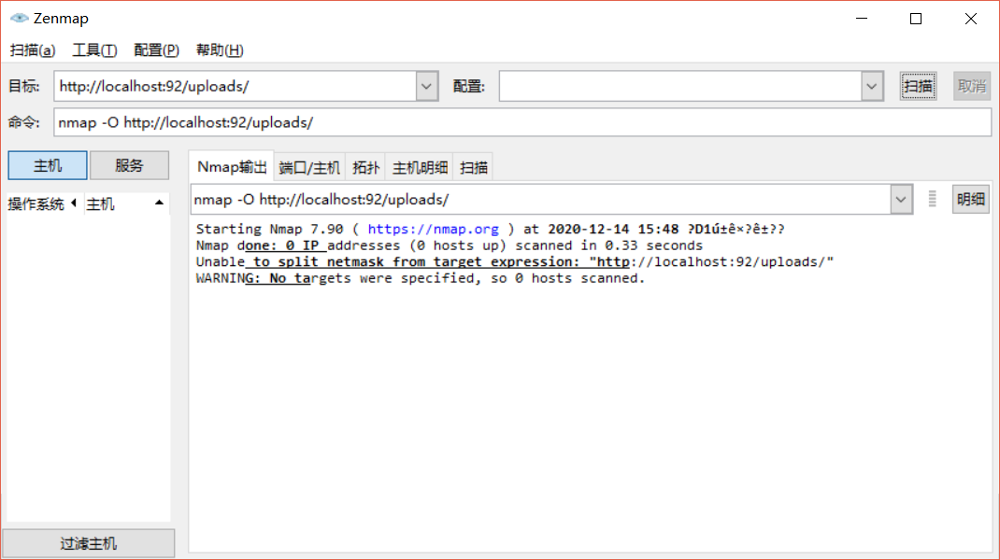 Zenmap
扫描(a) 工具(T) 配置(P) 帮助(H)
目标: http://localhost:92/uploads/ 配置: 扫描 取消
命令: nmap -O http://localhost:92/uploads/
主机 服务
Nmap输出 端口/主机 拓扑 主机明细 扫描
操作系统 主机
nmap -O http://localhost:92/uploads/ 明细
Starting Nmap 7.90 ( https://nmap.org ) at 2020-12-14 15:48 ?D1ú±ê×?ê±??
Nmap done: 0 IP addresses (0 hosts up) scanned in 0.33 seconds
Unable to split netmask from target expression: "http://localhost:92/uploads/"
WARNING: No targets were specified, so 0 hosts scanned.
过滤主机